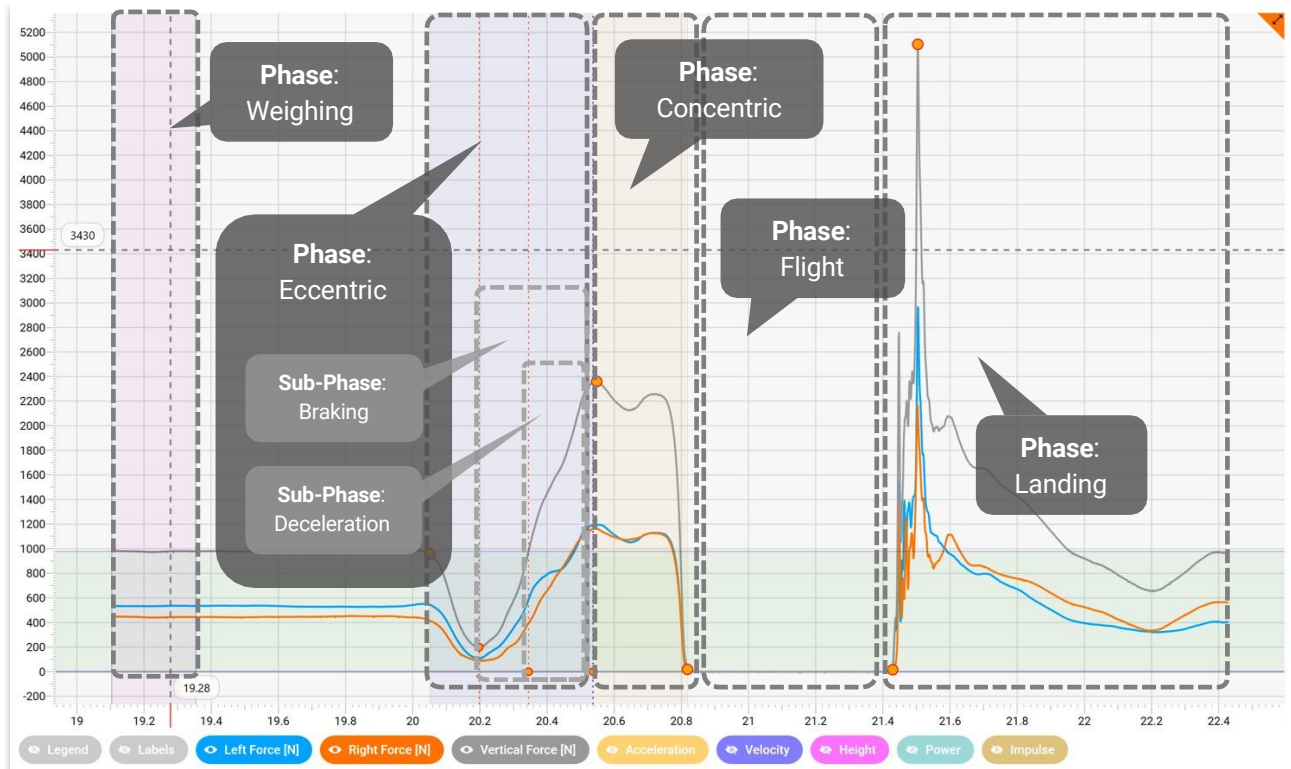 5200
5000
4800
4600
4400
4200
4000
3800
3600
3400
3200
3000
2800
2600
2400
2200
2000
1800
1600
1400
1200
1000
800
600
400
200
0
-200
3430
Phase:
Weighing
Phase:
Eccentric
Sub-Phase:
Braking
Sub-Phase:
Deceleration
Phase:
Concentric
Phase:
Flight
Phase:
Landing
19.28
19 19.2 19.4 19.6 19.8 20 20.2 20.4 20.6 20.8 21 21.2 21.4 21.6 21.8 22 22.2 22.4
Legend Labels Left Force [N] Right Force [N] Vertical Force [N] Acceleration Velocity Height Power Impulse